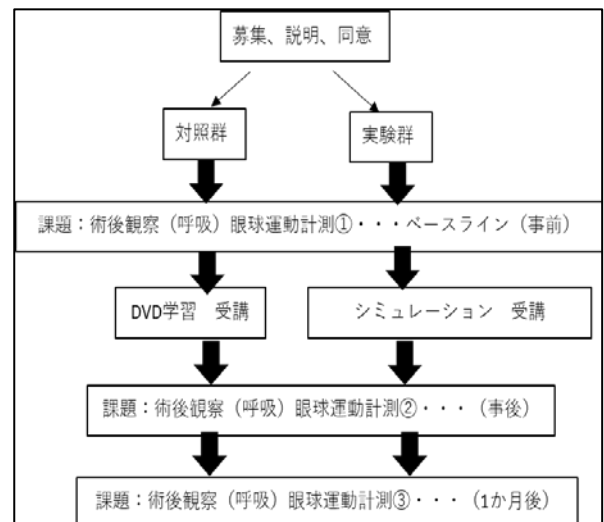 募集、説明、同意
対照群
実験群
課題：術後観察（呼吸）眼球運動計測①・・・ベースライン（事前）
DVD学習　受講
シミュレーション　受講
課題：術後観察（呼吸）眼球運動計測②・・・（事後）
課題：術後観察（呼吸）眼球運動計測③・・・（1か月後）